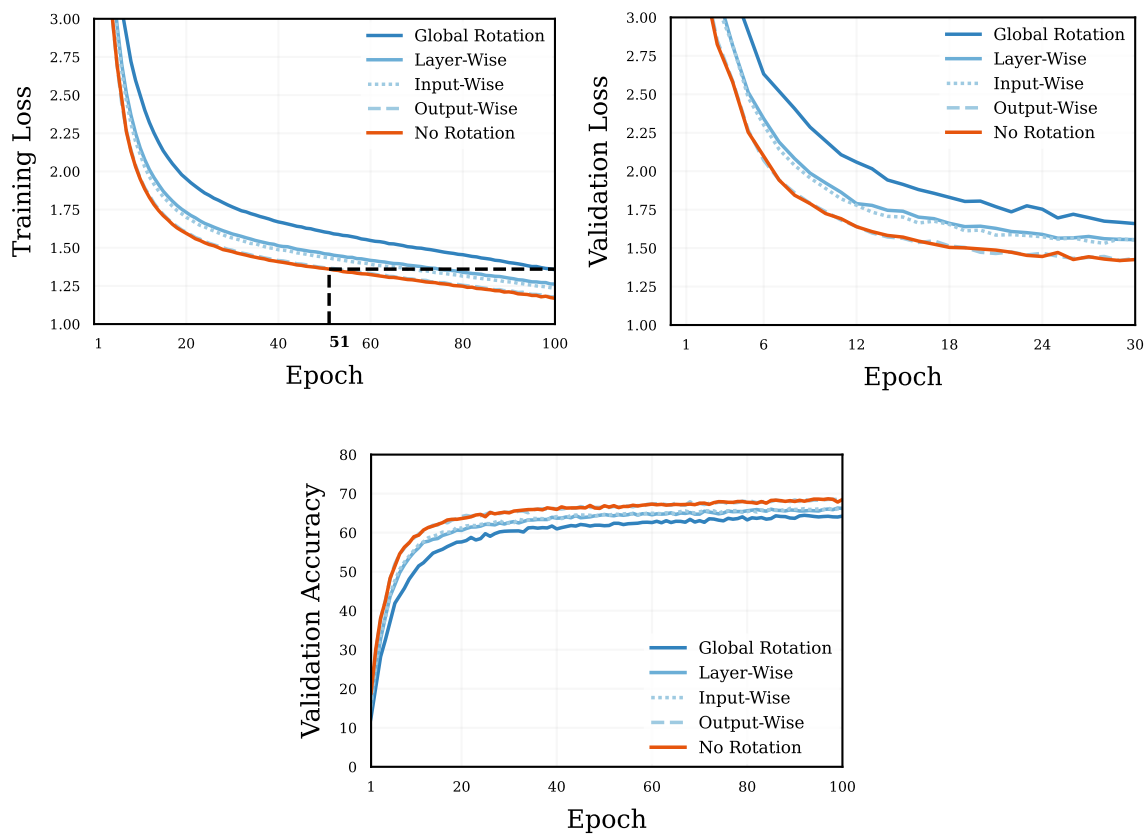 Training Loss
3.00
2.75
2.50
2.25
2.00
1.75
1.50
1.25
1.00
Global Rotation
Layer-Wise
Input-Wise
Output-Wise
No Rotation
1 20 40 51 60 80 100
Epoch
Validation Loss
3.00
2.75
2.50
2.25
2.00
1.75
1.50
1.25
1.00
Global Rotation
Layer-Wise
Input-Wise
Output-Wise
No Rotation
1 6 12 18 24 30
Epoch
Validation Accuracy
80
70
60
50
40
30
20
10
0
Global Rotation
Layer-Wise
Input-Wise
Output-Wise
No Rotation
1 20 40 60 80 100
Epoch